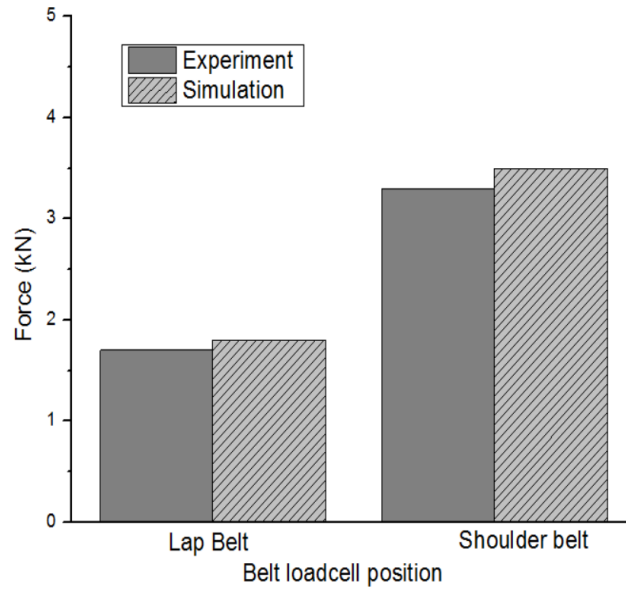 5
4
3
2
1
0
Force (kN)
Experiment
Simulation
Lap Belt
Shoulder belt
Belt loadcell position